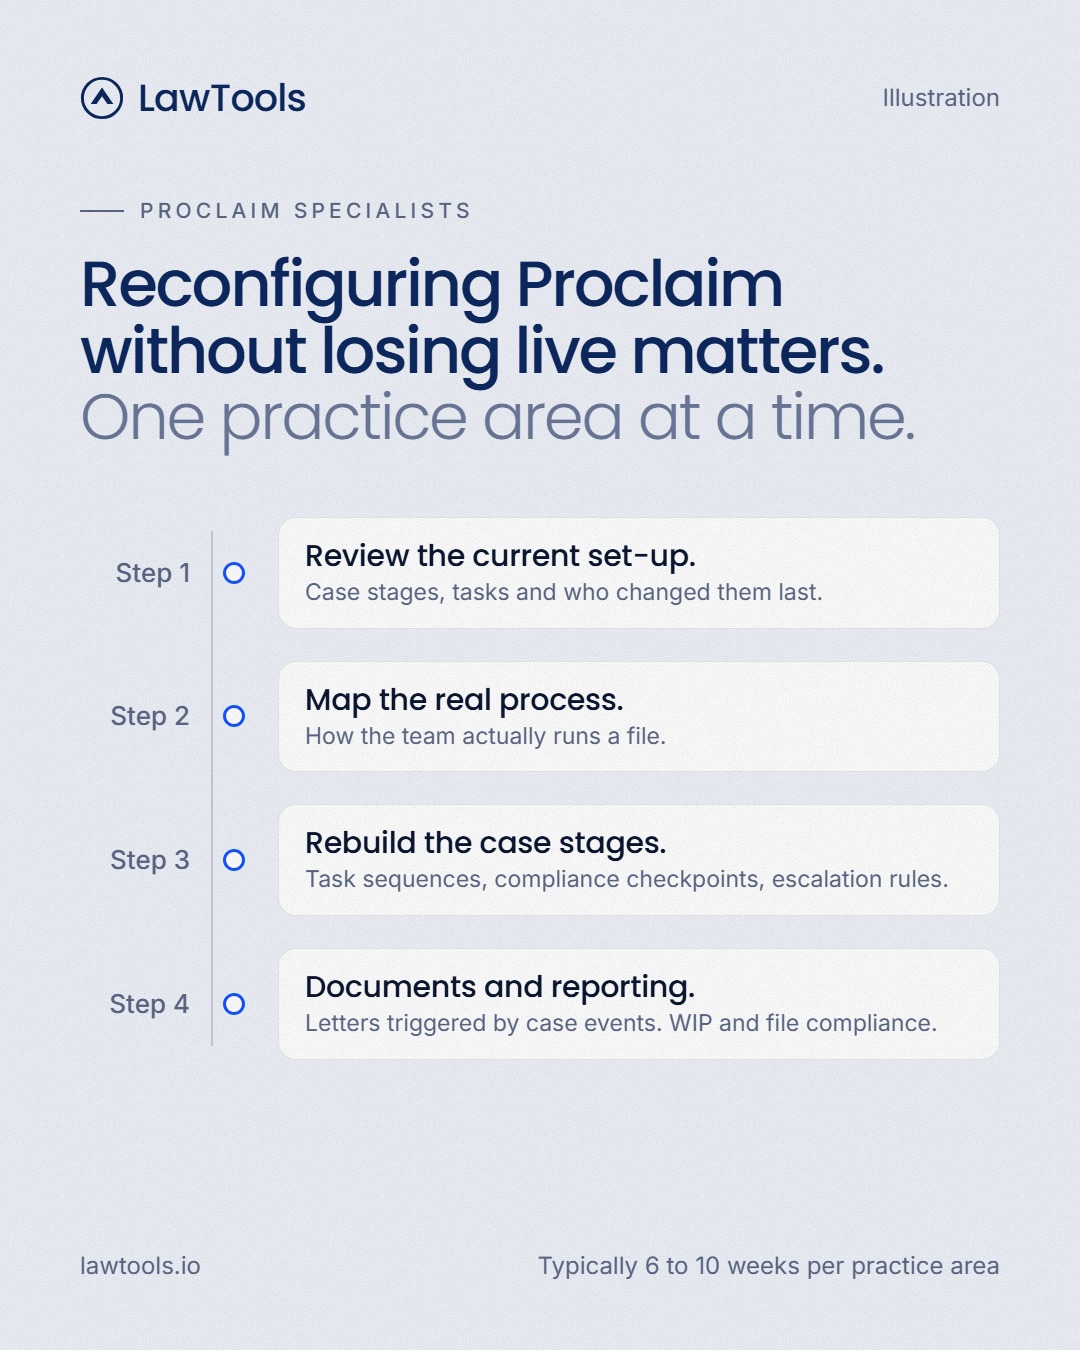 LawTools
Illustration
PROCLAIM SPECIALISTS
Reconfiguring Proclaim
without losing live matters.
One practice area at a time.
Step 1
Review the current set-up.
Case stages, tasks and who changed them last.
Step 2
Map the real process.
How the team actually runs a file.
Step 3
Rebuild the case stages.
Task sequences, compliance checkpoints, escalation rules.
Step 4
Documents and reporting.
Letters triggered by case events. WIP and file compliance.
lawtools.io
Typically 6 to 10 weeks per practice area